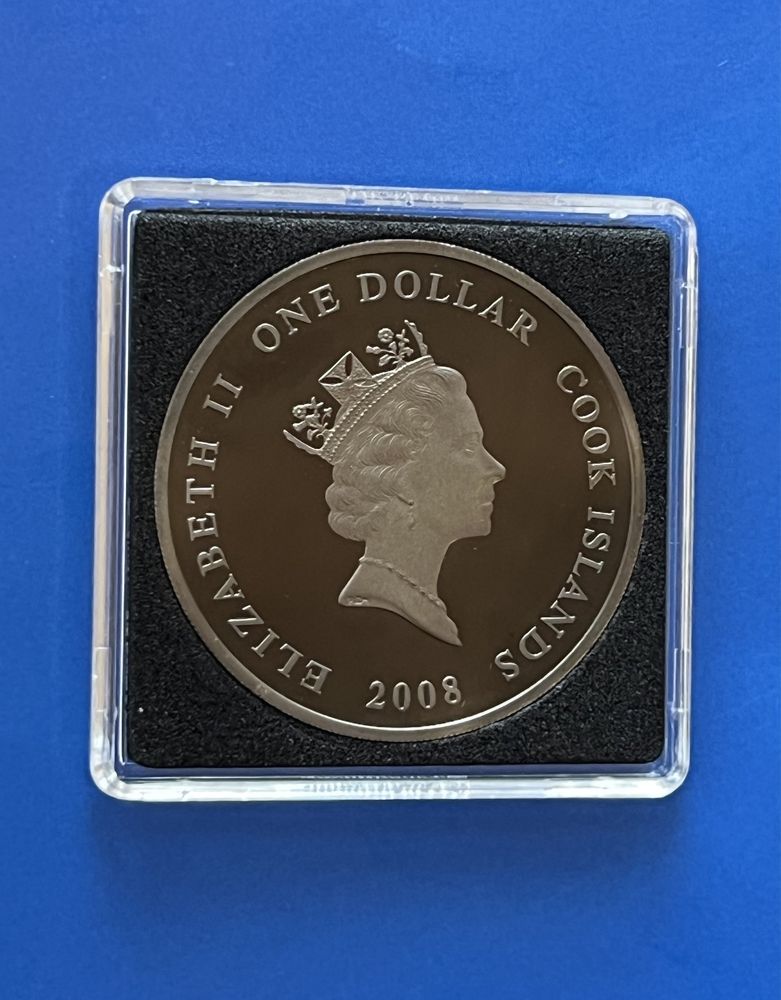 ELIZABETH II ONE DOLLAR COOK ISLANDS
2008